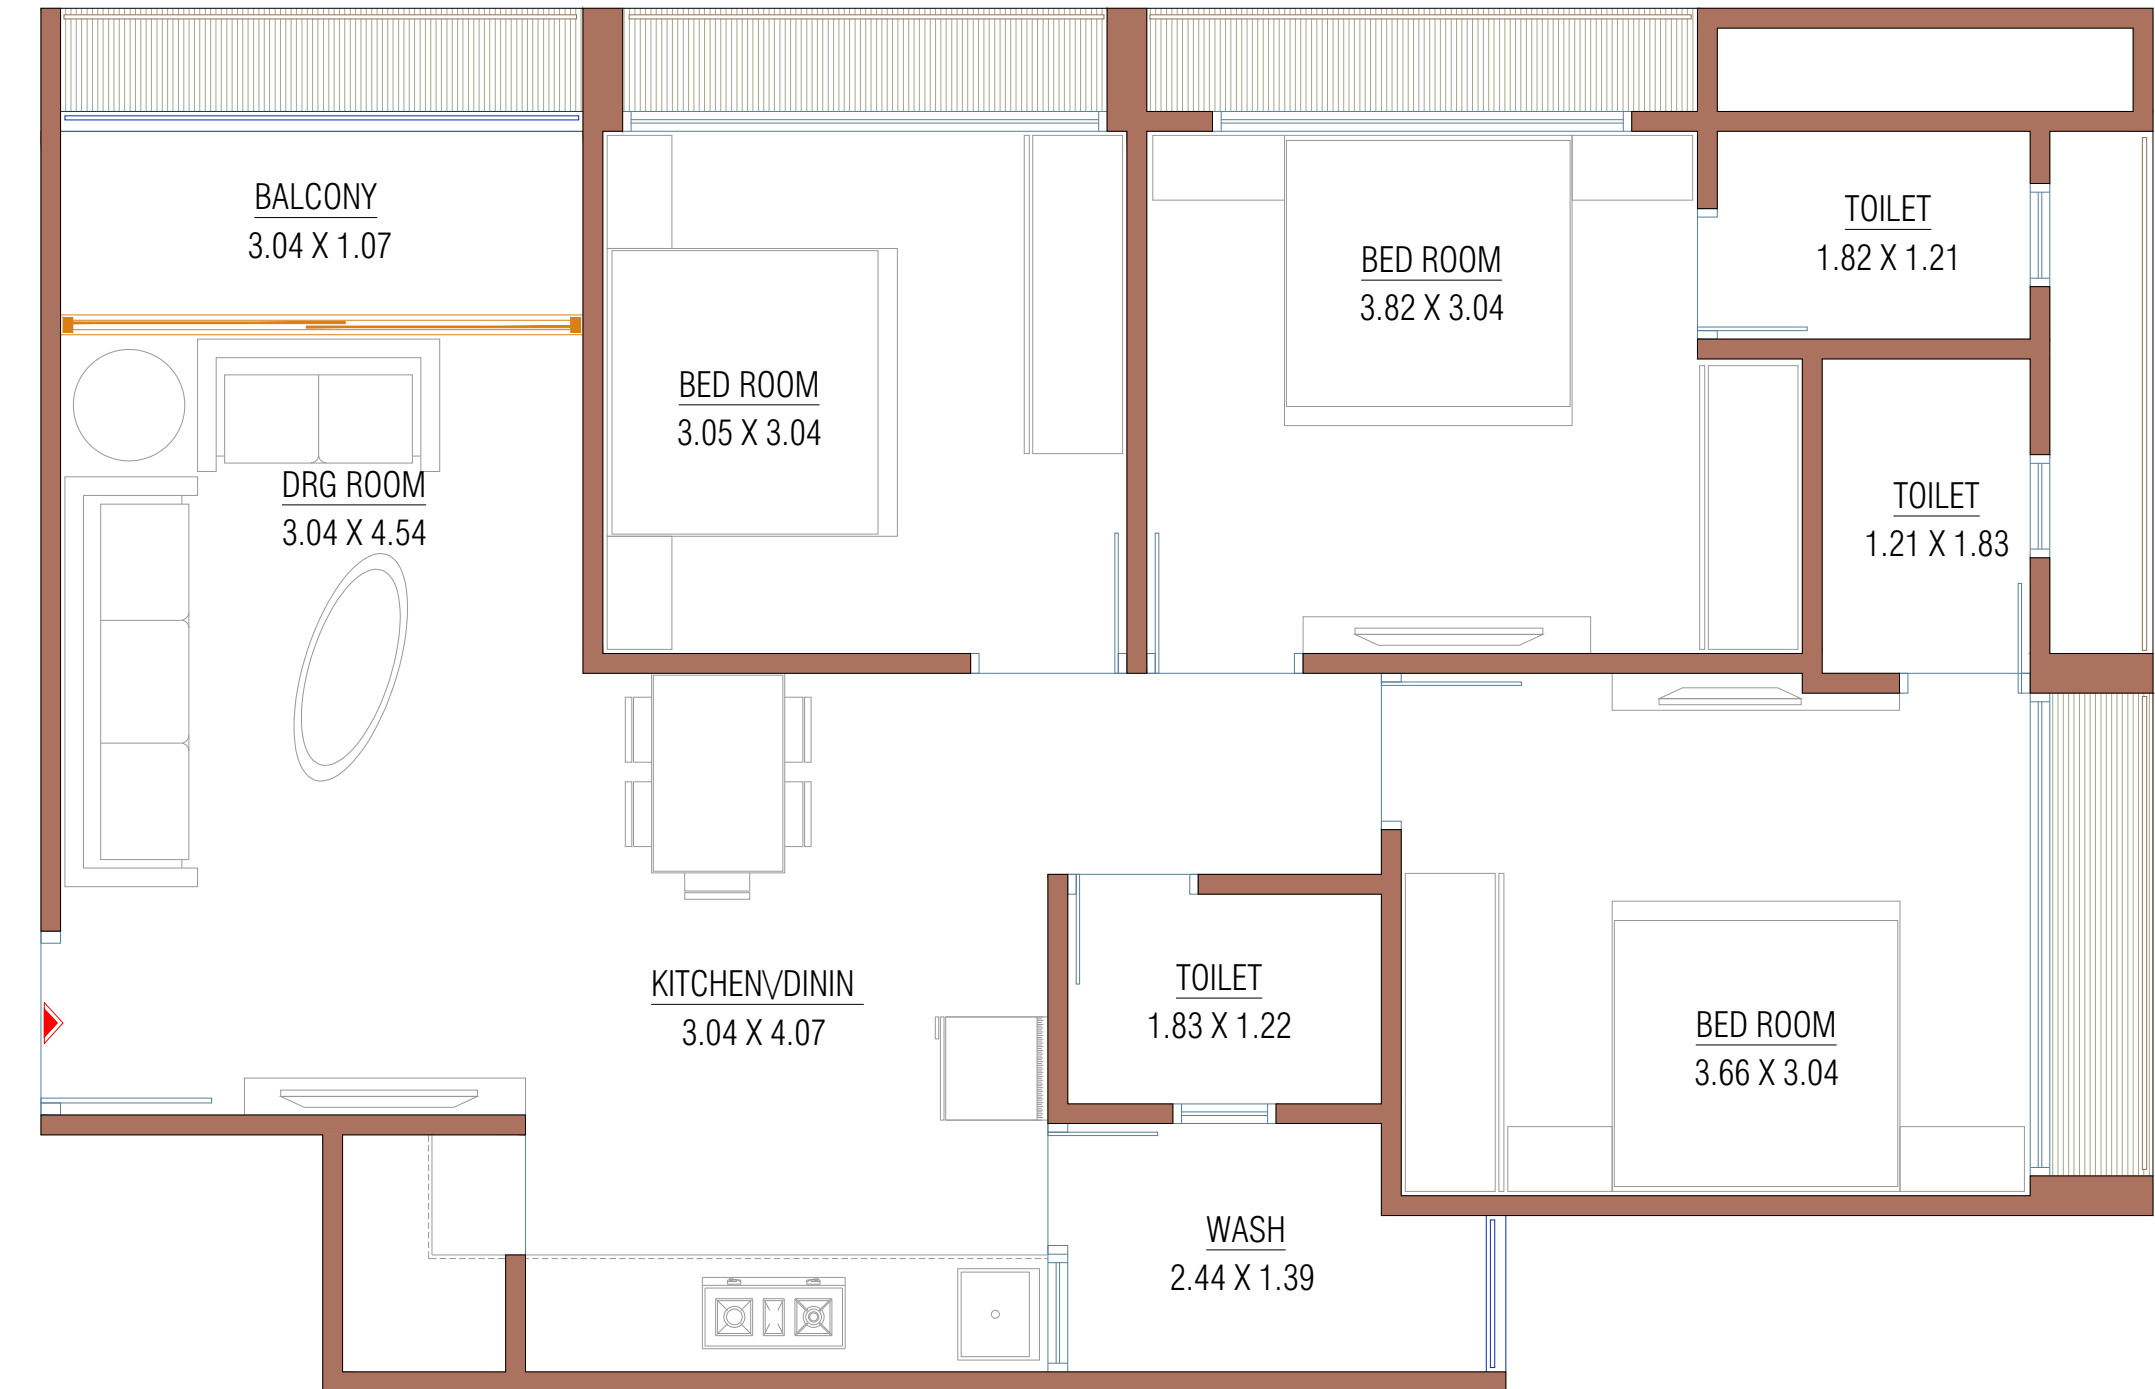 BALCONY
3.04 X 1.07
TOILET
1.82 X 1.21
BED ROOM
3.82 X 3.04
BED ROOM
3.05 X 3.04
DRG ROOM
3.04 X 4.54
TOILET
1.21 X 1.83
KITCHEN\/DININ
3.04 X 4.07
TOILET
1.83 X 1.22
BED ROOM
3.66 X 3.04
WASH
2.44 X 1.39